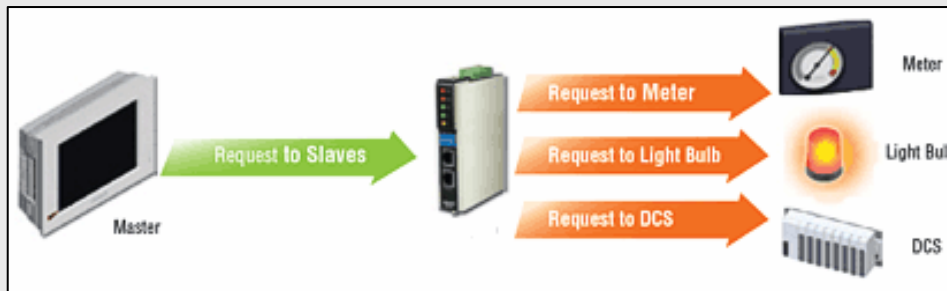 Request to Meter
Meter
Request to Slaves
Request to Light Bulb
Light Bul
Master
Request to DCS
DCS